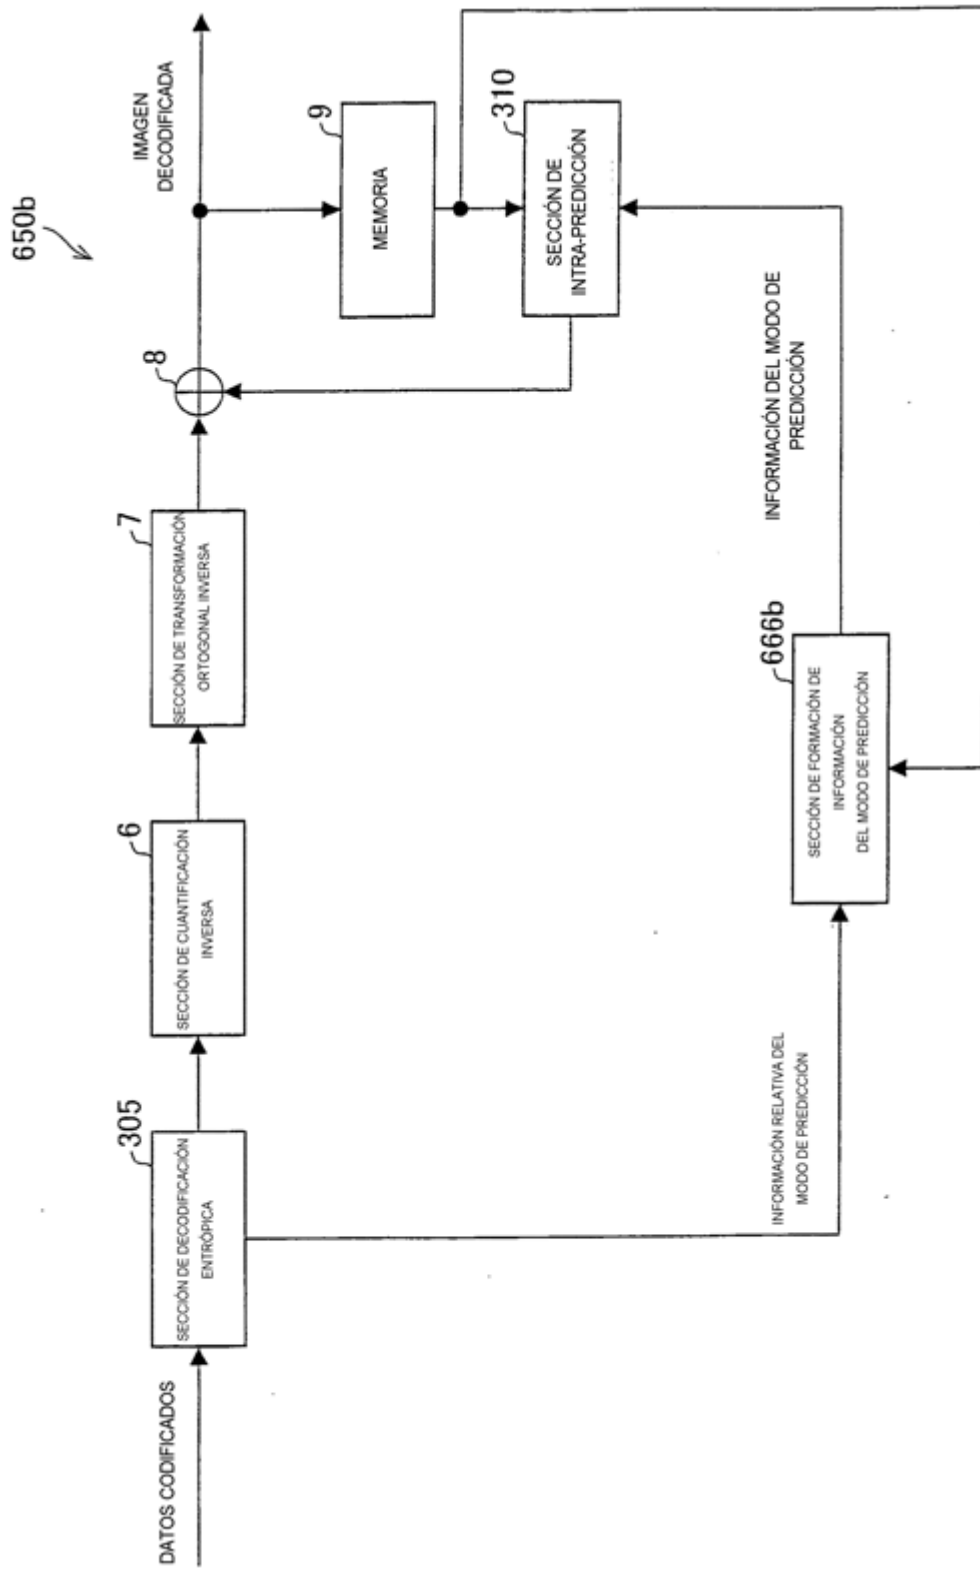 650b
DATOS CODIFICADOS
305
SECCIÓN DE DECODIFICACIÓN
ENTRÓPICA
6
SECCIÓN DE CUANTIFICACIÓN
INVERSA
7
SECCIÓN DE TRANSFORMACIÓN
ORTOGONAL INVERSA
8
IMAGEN
DECODIFICADA
9
MEMORIA
310
SECCIÓN DE
INTRA-PREDICCIÓN
INFORMACIÓN RELATIVA DEL
MODO DE PREDICCIÓN
666b
SECCIÓN DE FORMACIÓN DE
INFORMACIÓN
DEL MODO DE PREDICCIÓN
INFORMACIÓN DEL MODO DE
PREDICCIÓN